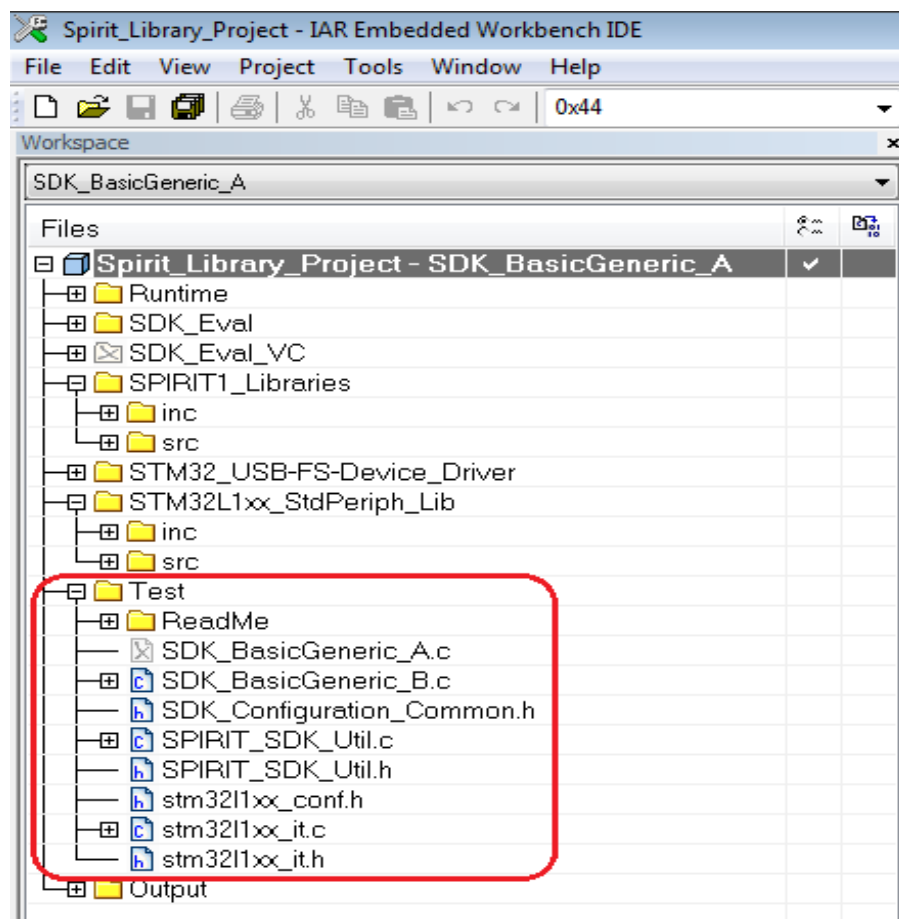 Spirit_Library_Project - IAR Embedded Workbench IDE
File Edit View Project Tools Window Help
0x44
Workspace
SDK_BasicGeneric_A
Files
Spirit_Library_Project - SDK_BasicGeneric_A
Runtime
SDK_Eval
SDK_Eval_VC
SPIRIT1_Libraries
inc
src
STM32_USB-FS-Device_Driver
STM32L1xx_StdPeriph_Lib
inc
src
Test
ReadMe
SDK_BasicGeneric_A.c
SDK_BasicGeneric_B.c
SDK_Configuration_Common.h
SPIRIT_SDK_Util.c
SPIRIT_SDK_Util.h
stm32l1xx_conf.h
stm32l1xx_it.c
stm32l1xx_it.h
Output